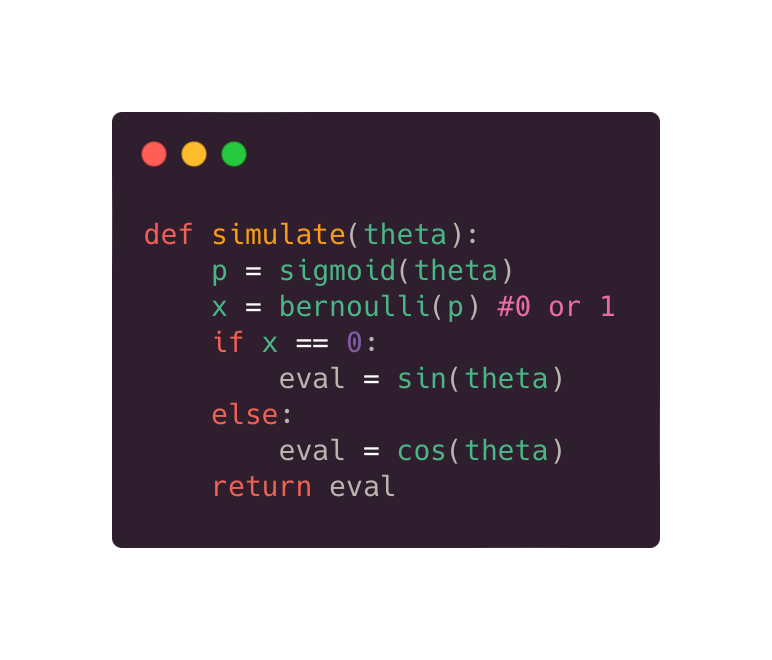 def simulate(theta):
    p = sigmoid(theta)
    x = bernoulli(p) #0 or 1
    if x == 0:
        eval = sin(theta)
    else:
        eval = cos(theta)
    return eval